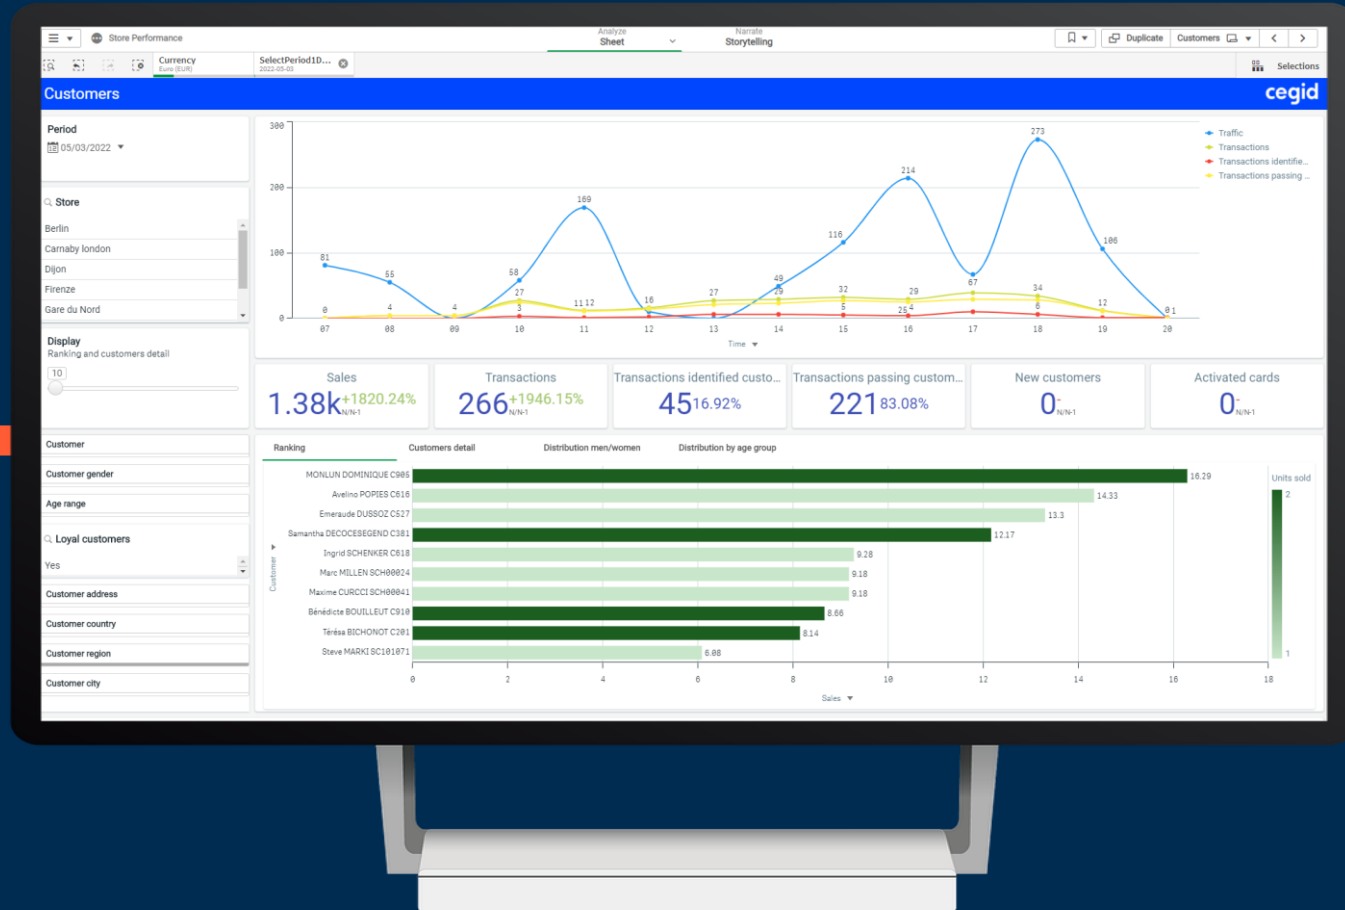 Store Performance
Analyze
Sheet
Narrate
Storytelling
Duplicate
Customers
Currency
Euro (EUR)
SelectPeriod1D...
2022-05-03
Selections
Customers
cegid
Period
05/03/2022
Store
Berlin
Carnaby london
Dijon
Firenze
Gare du Nord
Display
Ranking and customers detail
10
Customer
Customer gender
Age range
Loyal customers
Yes
Customer address
Customer country
Customer region
Customer city
300
200
100
0
81
55
58
169
49
116
214
67
273
106
0
4
4
27
3
11 12
16
27
29
32
5
29
25 4
34
6
12
0 1
07 08 09 10 11 12 13 14 15 16 17 18 19 20
Time
Traffic
Transactions
Transactions identifie...
Transactions passing ...
Sales
1.38k +1820.24%
N/N-1
Transactions
266 +1946.15%
N/N-1
Transactions identified custo...
45 16.92%
Transactions passing custom...
221 83.08%
New customers
0 -
N/N-1
Activated cards
0 -
N/N-1
Ranking
Customers detail
Distribution men/women
Distribution by age group
Customer
MONLUN DOMINIQUE C905 16.29
Avelino POPIES C616 14.33
Emeraude DUSSOZ C527 13.3
Samantha DECOCESEGEND C381 12.17
Ingrid SCHENKER C618 9.28
Marc MILLEN SCH00024 9.18
Maxime CURCCI SCH00041 9.18
Bénédicte BOUILLEUT C910 8.66
Térésa BICHONOT C201 8.14
Steve MARKI SC101071 6.08
0 2 4 6 8 10 12 14 16 18
Sales
Units sold
2
1